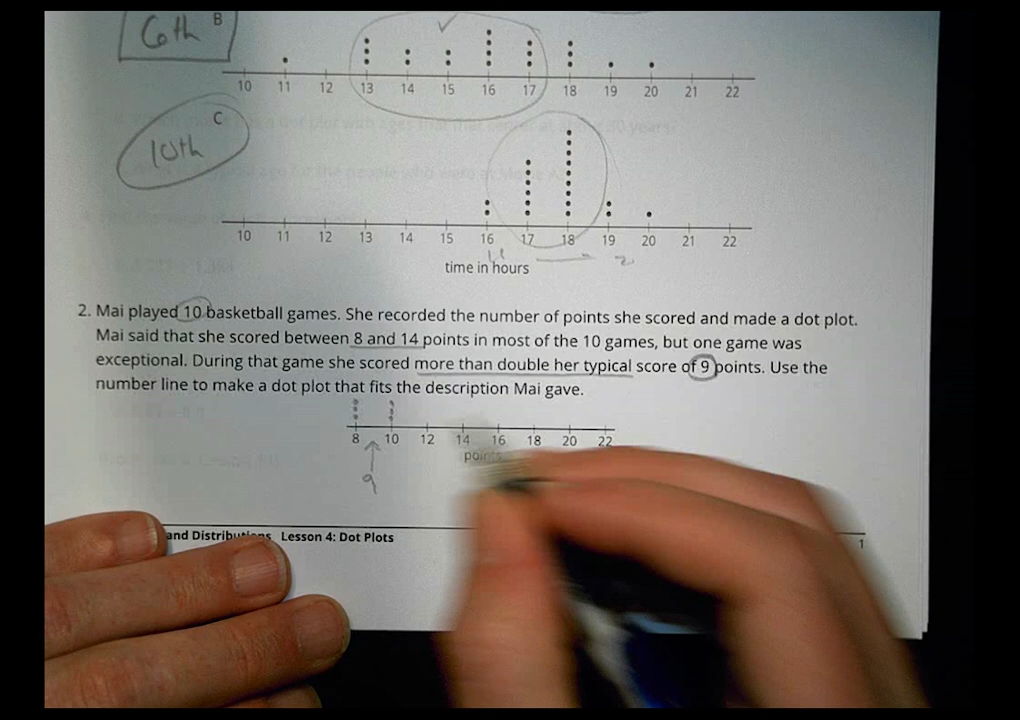 6th B
10 11 12 13 14 15 16 17 18 19 20 21 22
C
10th
10 11 12 13 14 15 16 17 18 19 20 21 22
time in hours
2. Mai played 10 basketball games. She recorded the number of points she scored and made a dot plot.
Mai said that she scored between 8 and 14 points in most of the 10 games, but one game was
exceptional. During that game she scored more than double her typical score of 9 points. Use the
number line to make a dot plot that fits the description Mai gave.
8 10 12 14 16 18 20 22
points
9
and Distributions Lesson 4: Dot Plots
1